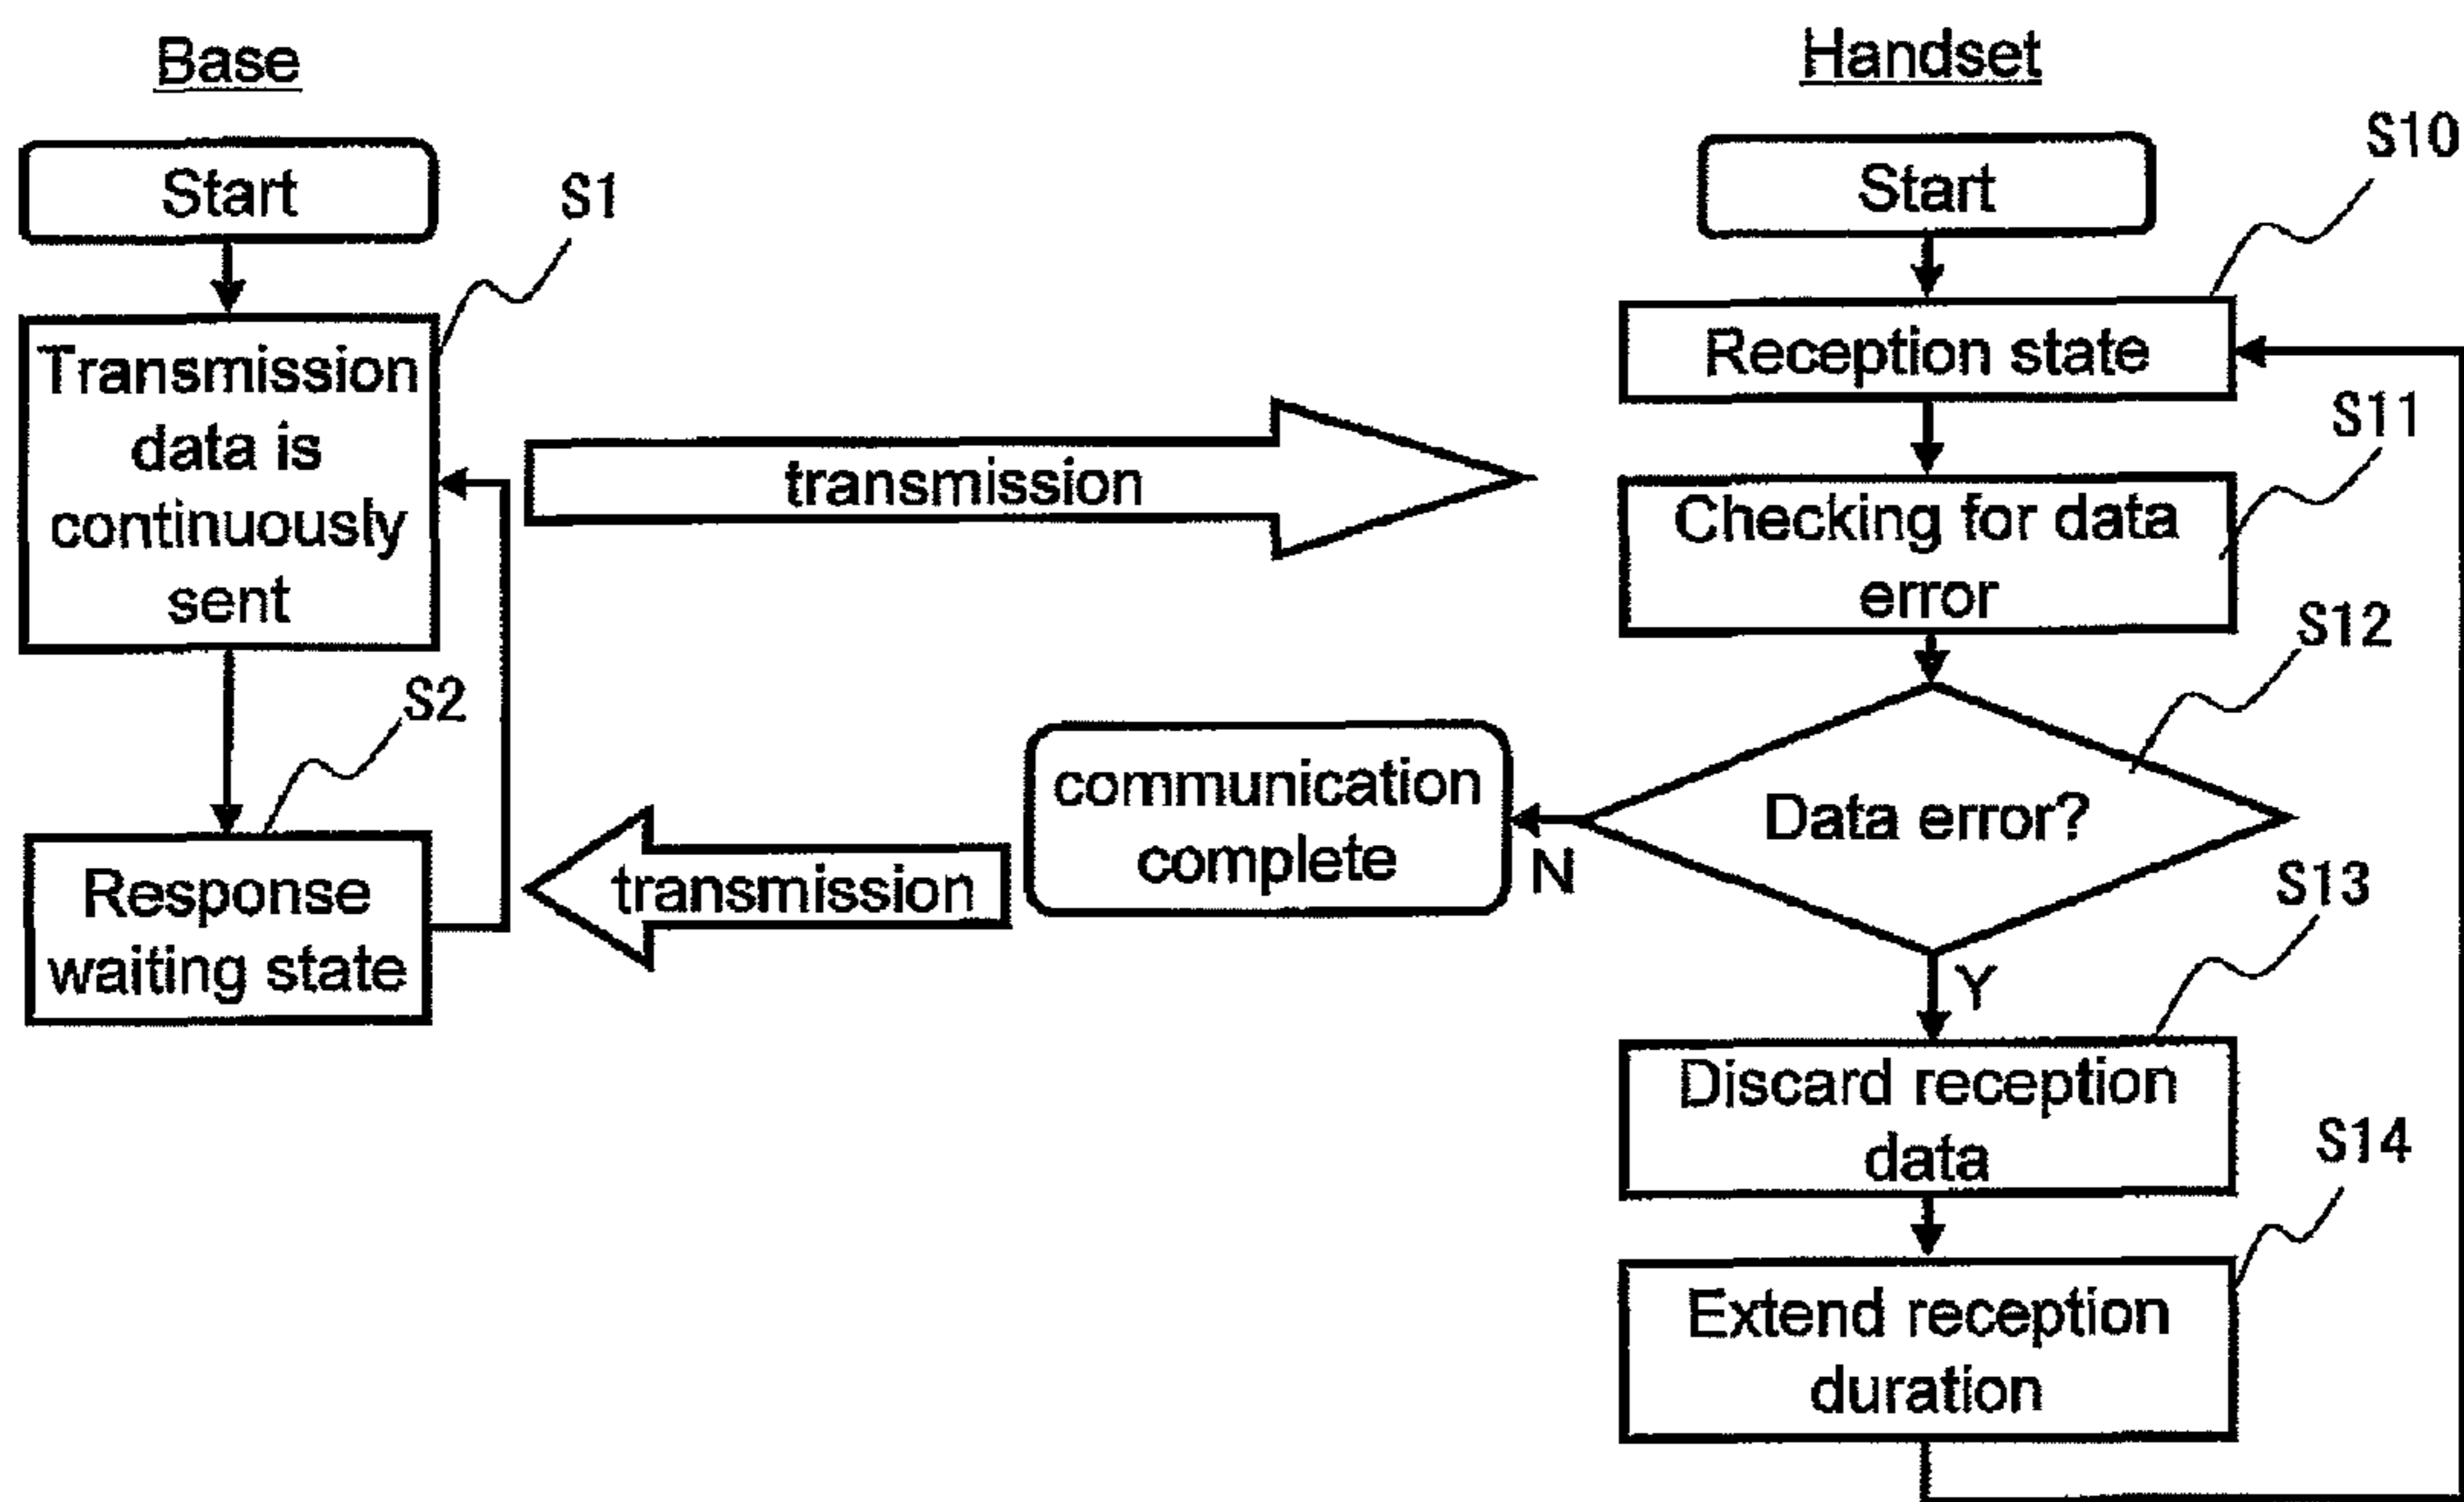 Base
Start
S1
Transmission
data is
continuously
sent
S2
Response
waiting state
transmission
transmission
communication
complete
Handset
Start
S10
Reception state
S11
Checking for data
error
S12
Data error?
N
Y
S13
Discard reception
data
S14
Extend reception
duration